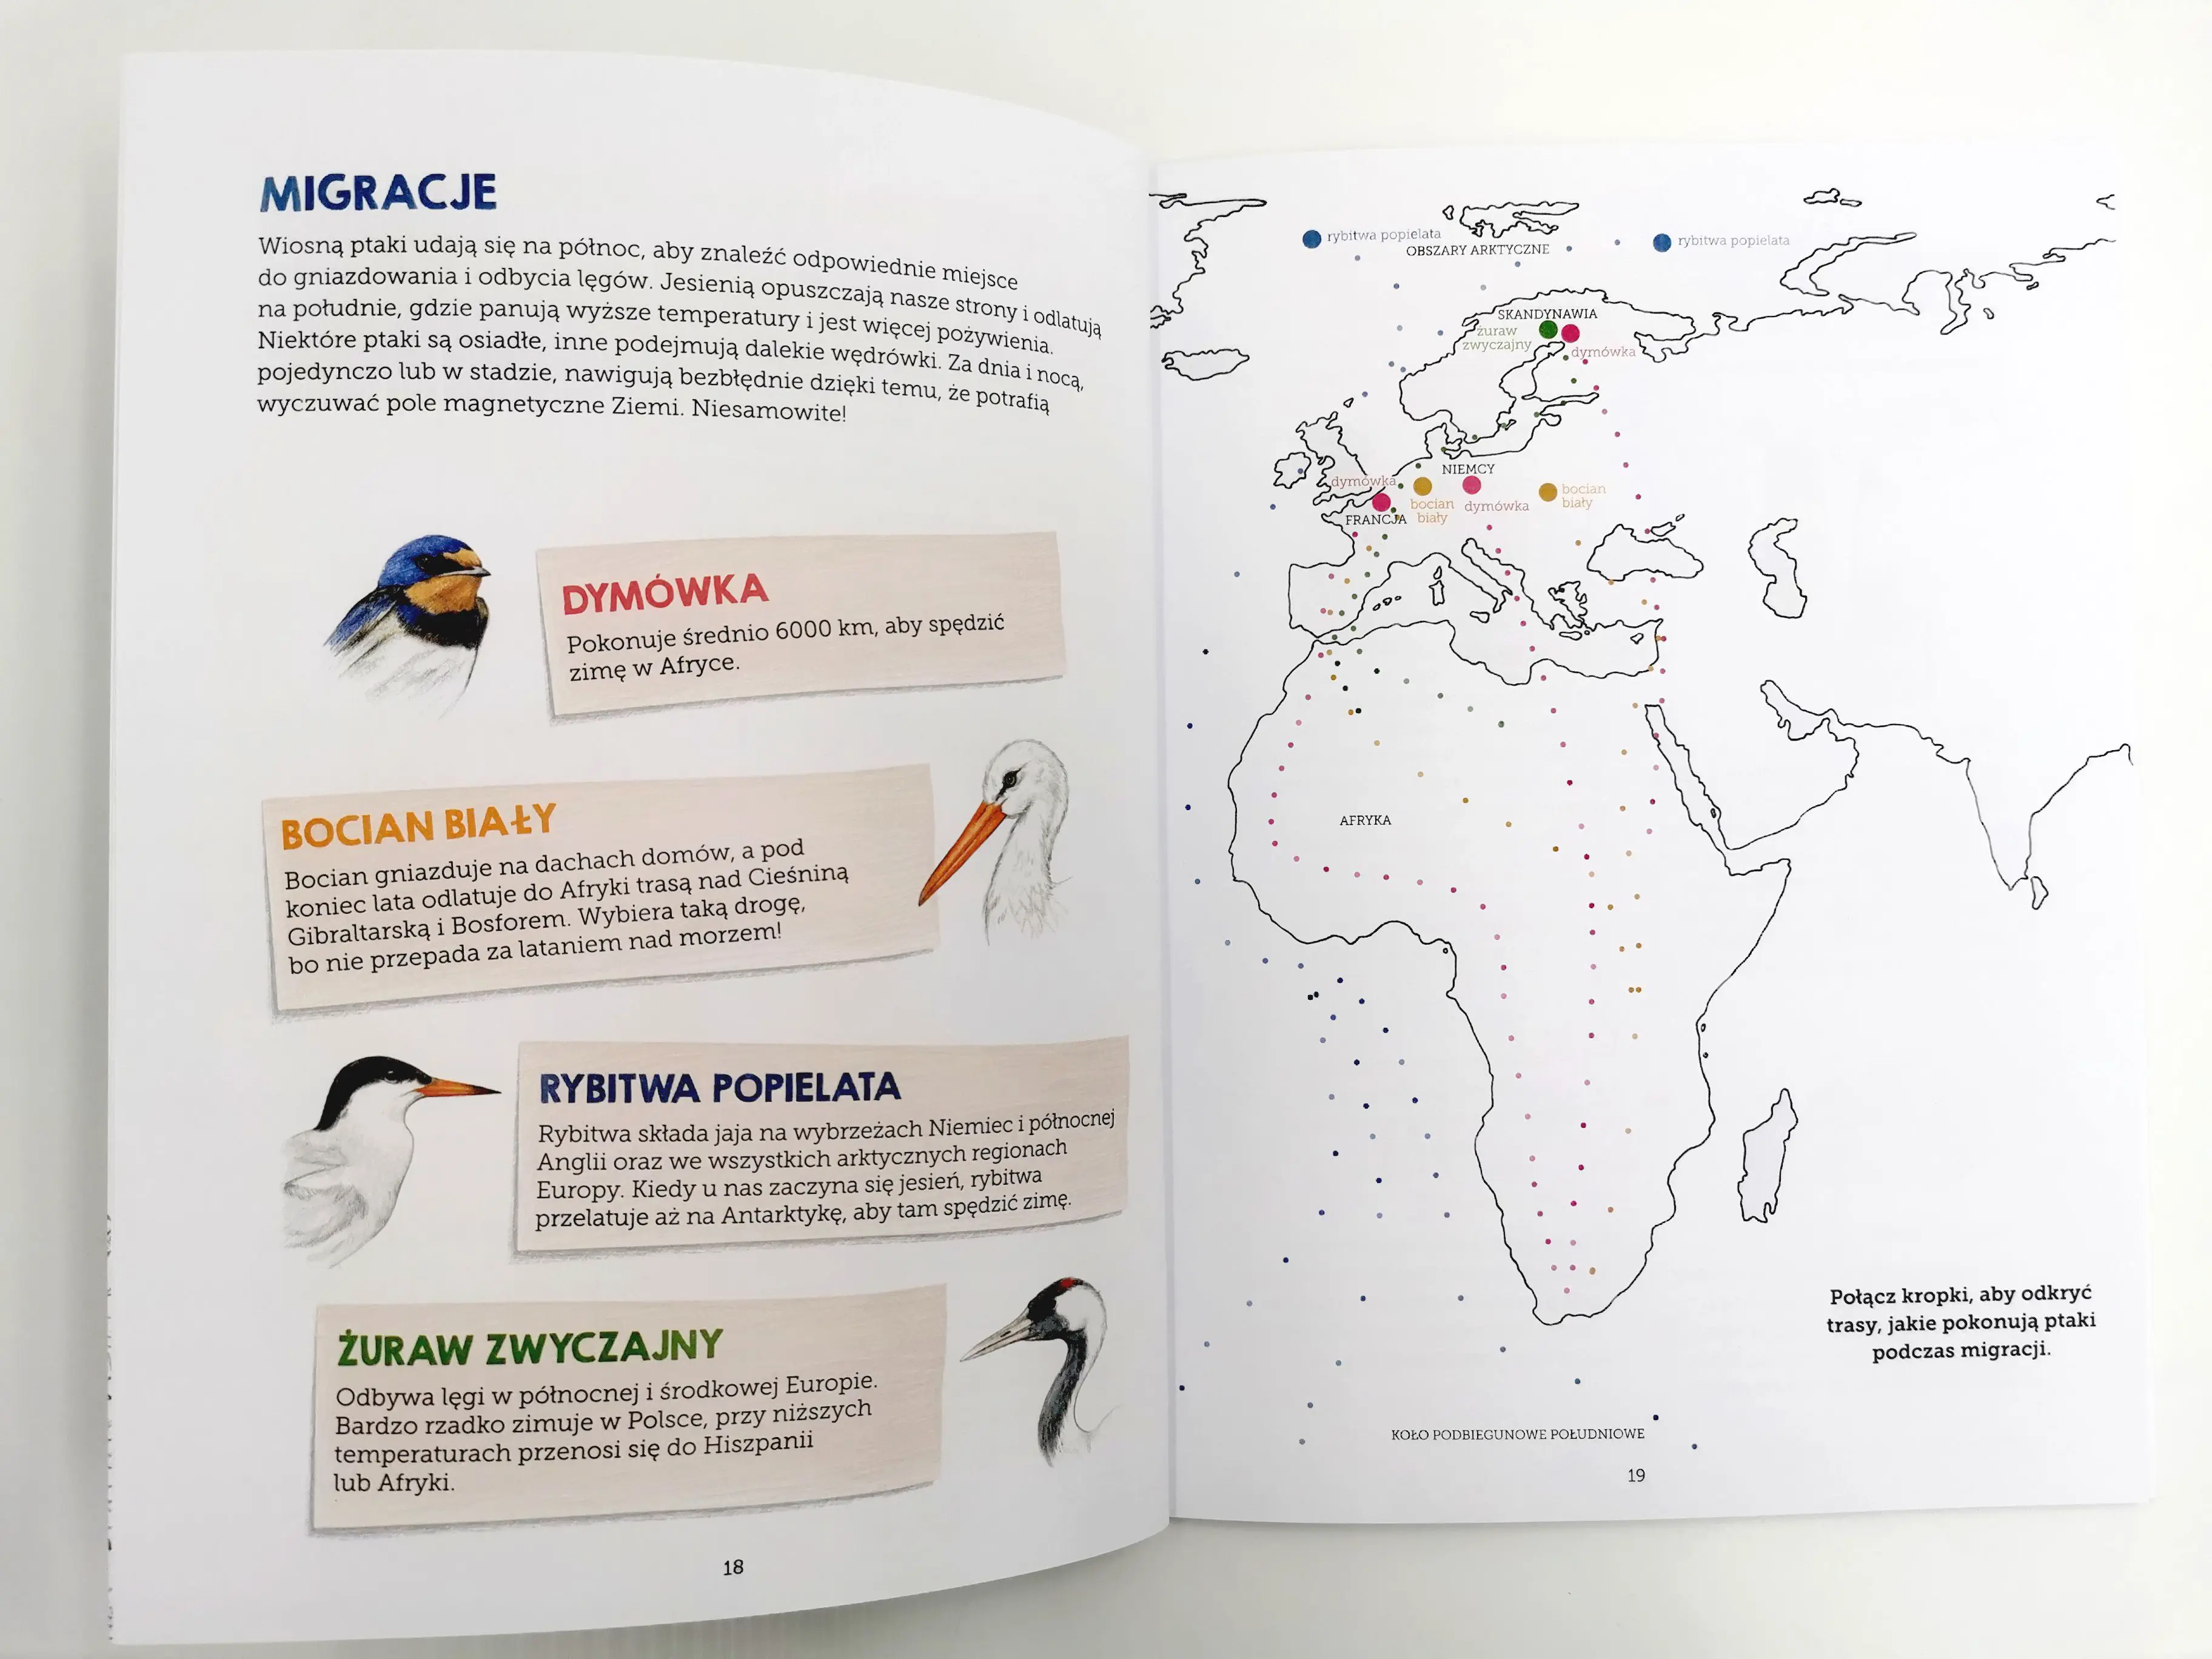 MIGRACJE
Wiosną ptaki udają się na północ, aby znaleźć odpowiednie miejsce
do gniazdowania i odbycia lęgów. Jesienią opuszczają nasze strony i odlatują
na południe, gdzie panują wyższe temperatury i jest więcej pożywienia.
Niektóre ptaki są osiadłe, inne podejmują dalekie wędrówki. Za dnia i nocą,
pojedynczo lub w stadzie, nawigują bezbłędnie dzięki temu, że potrafią
wyczuwać pole magnetyczne Ziemi. Niesamowite!
DYMÓWKA
Pokonuje średnio 6000 km, aby spędzić
zimę w Afryce.
BOCIAN BIAŁY
Bocian gniazduje na dachach domów, a pod
koniec lata odlatuje do Afryki trasą nad Cieśniną
Gibraltarską i Bosforem. Wybiera taką drogę,
bo nie przepada za lataniem nad morzem!
RYBITWA POPIELATA
Rybitwa składa jaja na wybrzeżach Niemiec i północnej
Anglii oraz we wszystkich arktycznych regionach
Europy. Kiedy u nas zaczyna się jesień, rybitwa
przelatuje aż na Antarktykę, aby tam spędzić zimę.
ŻURAW ZWYCZAJNY
Odbywa lęgi w północnej i środkowej Europie.
Bardzo rzadko zimuje w Polsce, przy niższych
temperaturach przenosi się do Hiszpanii
lub Afryki.
18
rybitwa popielata
rybitwa popielata
OBSZARY ARKTYCZNE
SKANDYNAWIA
żuraw
zwyczajny
dymówka
NIEMCY
dymówka
bocian
biały
dymówka
bocian
biały
FRANCJA
AFRYKA
Połącz kropki, aby odkryć
trasy, jakie pokonują ptaki
podczas migracji.
KOŁO PODBIEGUNOWE POŁUDNIOWE
19